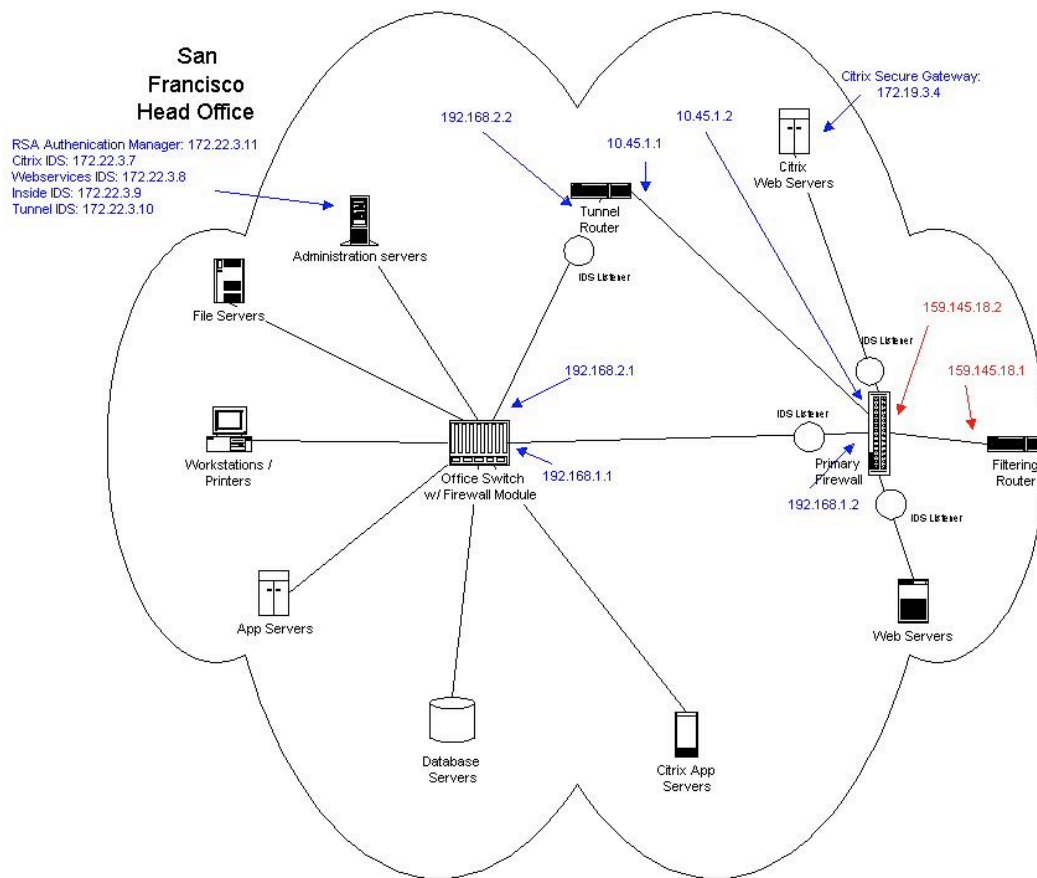 San
Francisco
Head Office
Citrix Secure Gateway:
172.19.3.4
192.168.2.2
10.45.1.1
10.45.1.2
RSA Authenication Manager: 172.22.3.11
Citrix IDS: 172.22.3.7
Webservices IDS: 172.22.3.8
Inside IDS: 172.22.3.9
Tunnel IDS: 172.22.3.10
Citrix
Web Servers
Tunnel
Router
Administration servers
IDS Listener
File Servers
159.145.18.2
IDS Listener
192.168.2.1
159.145.18.1
IDS Listener
Workstations /
Printers
Office Switch
w/ Firewall Module
192.168.1.1
Primary
Firewall
Filtering
Router
192.168.1.2
IDS Listener
App Servers
Web Servers
Database
Servers
Citrix App
Servers